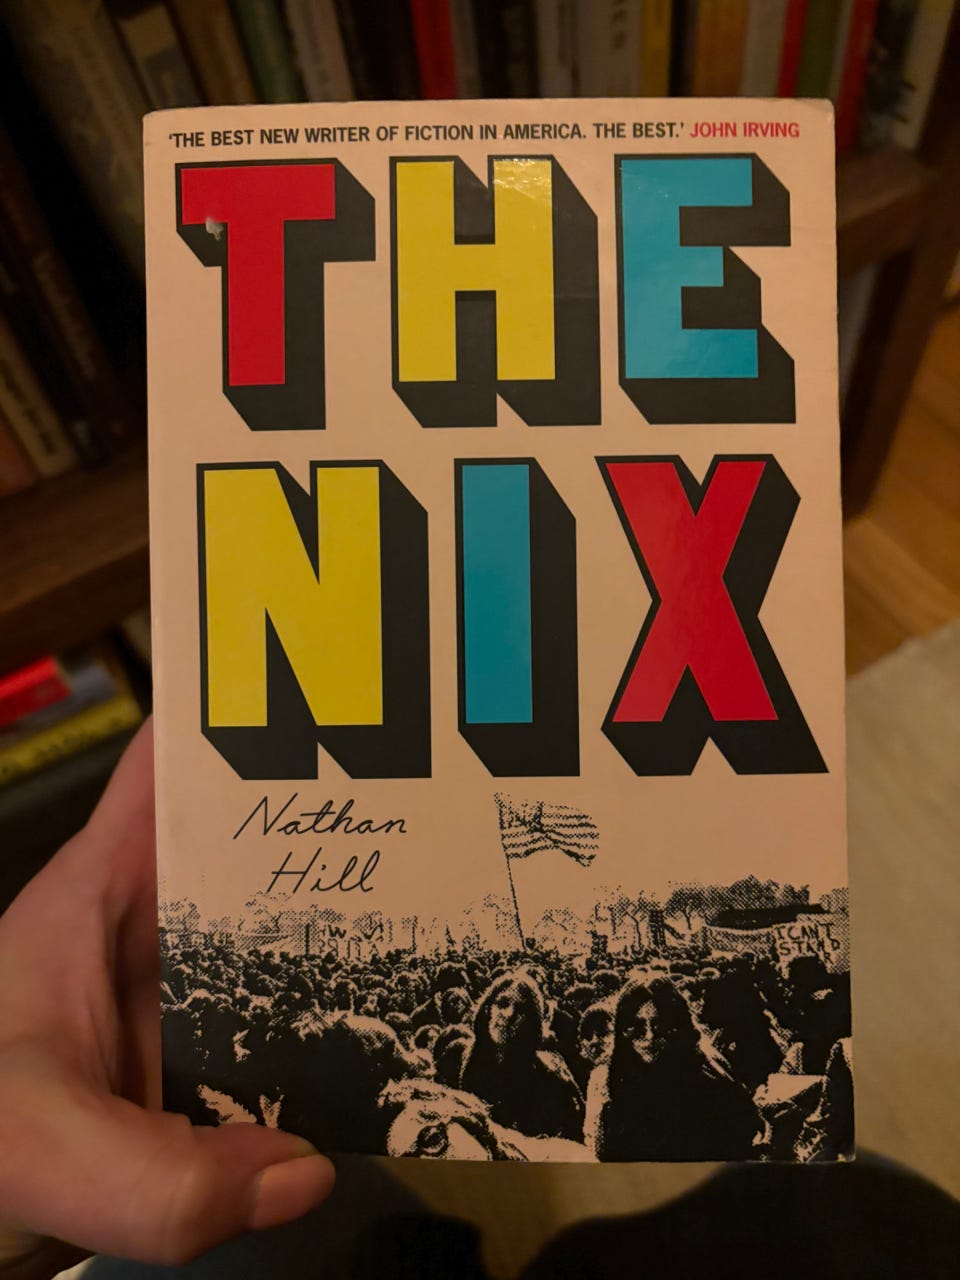 'THE BEST NEW WRITER OF FICTION IN AMERICA. THE BEST.' JOHN IRVING
THE
NIX
Nathan
Hill
I CAN'T
STAND